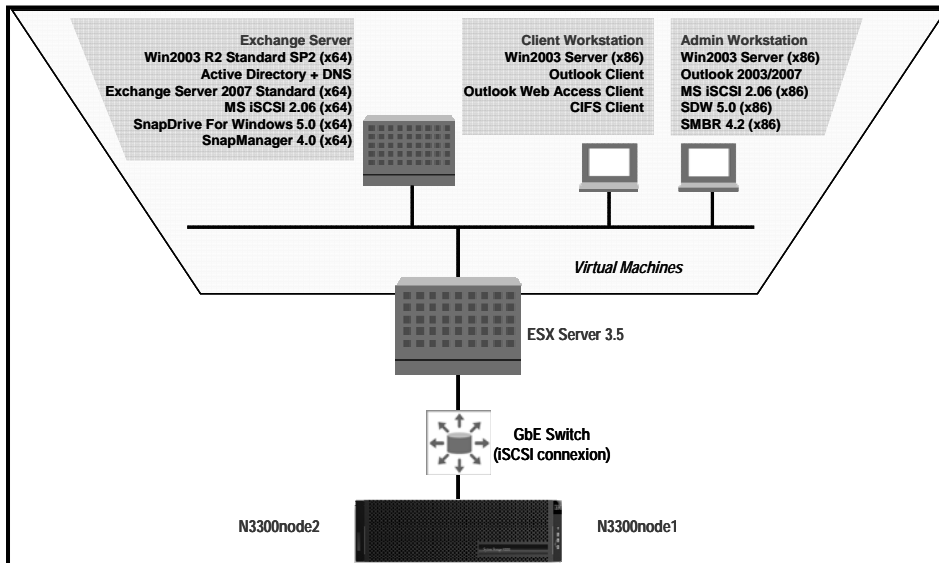 Exchange Server
Win2003 R2 Standard SP2 (x64)
Active Directory + DNS
Exchange Server 2007 Standard (x64)
MS iSCSI 2.06 (x64)
SnapDrive For Windows 5.0 (x64)
SnapManager 4.0 (x64)
Client Workstation
Win2003 Server (x86)
Outlook Client
Outlook Web Access Client
CIFS Client
Admin Workstation
Win2003 Server (x86)
Outlook 2003/2007
MS iSCSI 2.06 (x86)
SDW 5.0 (x86)
SMBR 4.2 (x86)
Virtual Machines
ESX Server 3.5
GbE Switch
(iSCSI connexion)
N3300node2
N3300node1